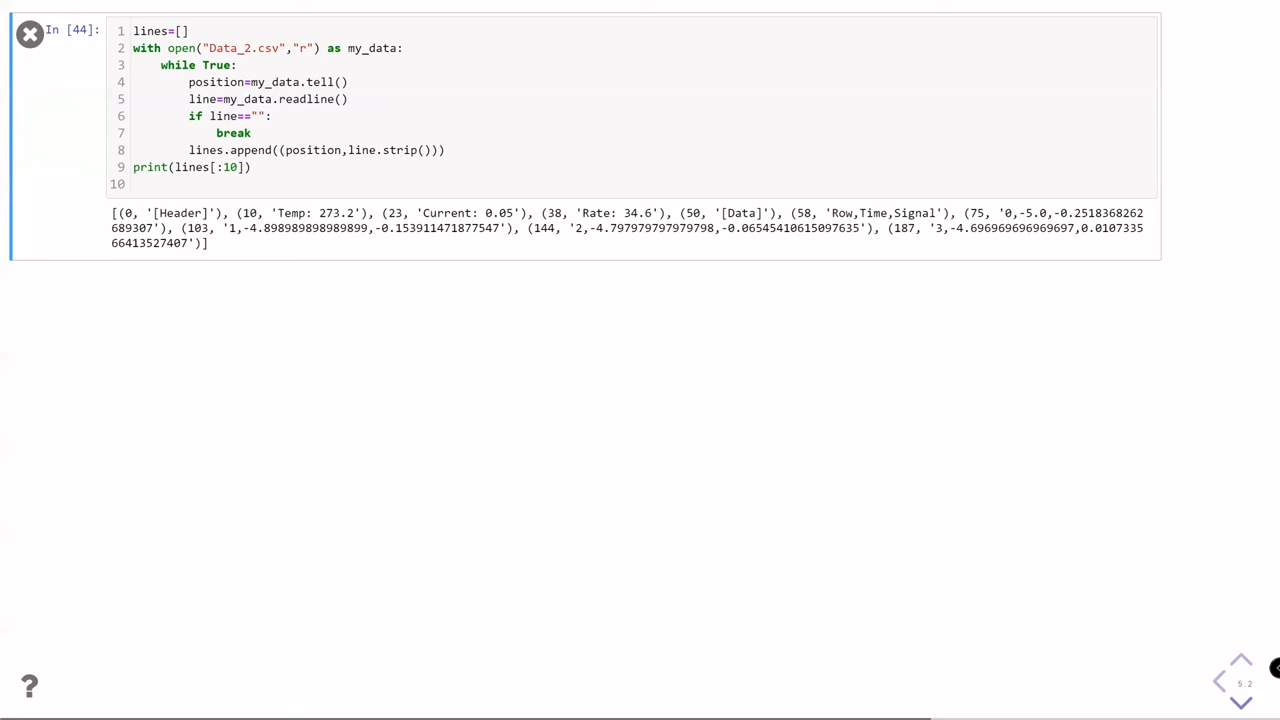 In [44]:
1 lines=[]
2 with open("Data_2.csv","r") as my_data:
3     while True:
4         position=my_data.tell()
5         line=my_data.readline()
6         if line=="":
7             break
8         lines.append((position,line.strip()))
9 print(lines[:10])
10
[(0, '[Header]'), (10, 'Temp: 273.2'), (23, 'Current: 0.05'), (38, 'Rate: 34.6'), (50, '[Data]'), (58, 'Row,Time,Signal'), (75, '0,-5.0,-0.2518368262
689307'), (103, '1,-4.898989898989899,-0.153911471877547'), (144, '2,-4.797979797979798,-0.06545410615097635'), (187, '3,-4.696969696969697,0.0107335
66413527407')]
?
5.2